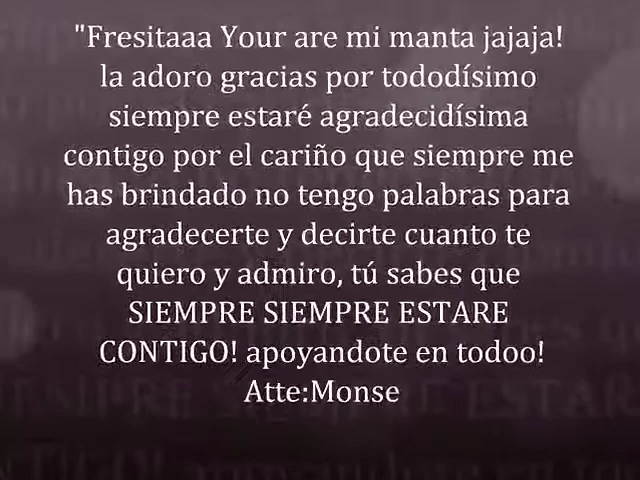 "Fresitaaa Your are mi manta jajaja!
la adoro gracias por tododísimo
siempre estaré agradecidísima
contigo por el cariño que siempre me
has brindado no tengo palabras para
agradecerte y decirte cuanto te
quiero y admiro, tú sabes que
SIEMPRE SIEMPRE ESTARE
CONTIGO! apoyandote en todoo!
Atte:Monse